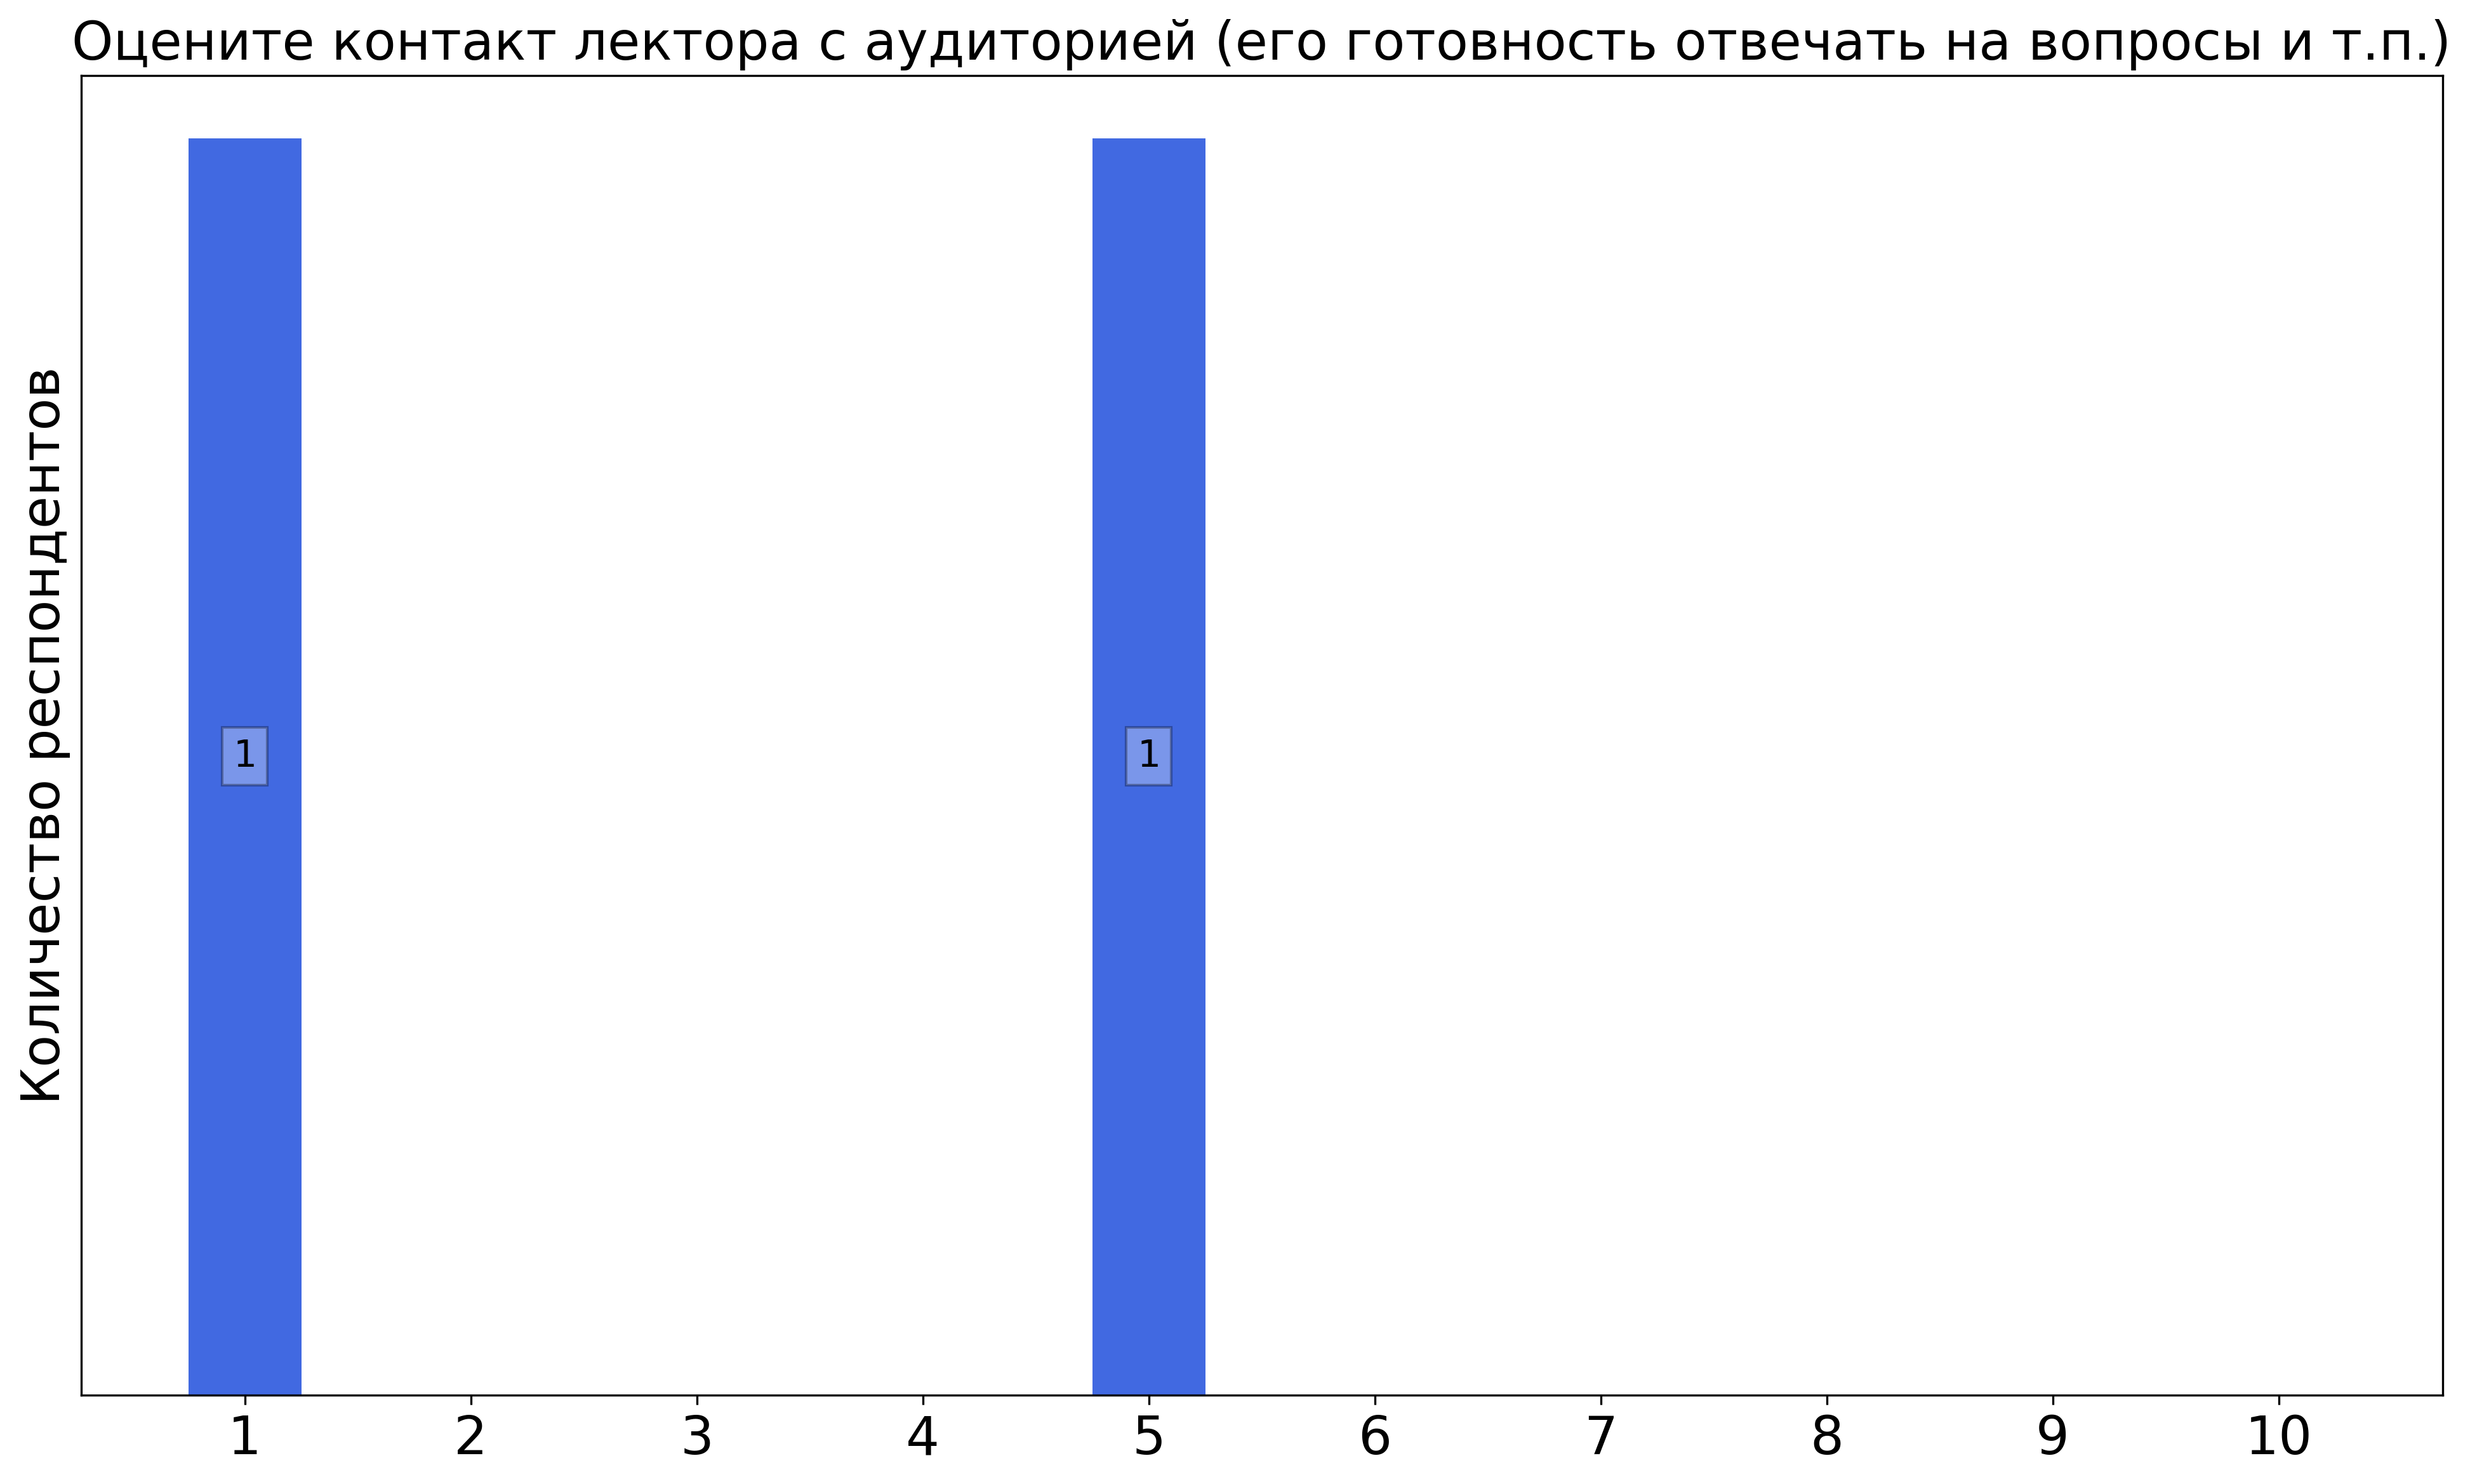 Оцените контакт лектора с аудиторией (его готовность отвечать на вопросы и т.п.)
Количество респондентов
1 1
1 2 3 4 5 6 7 8 9 10